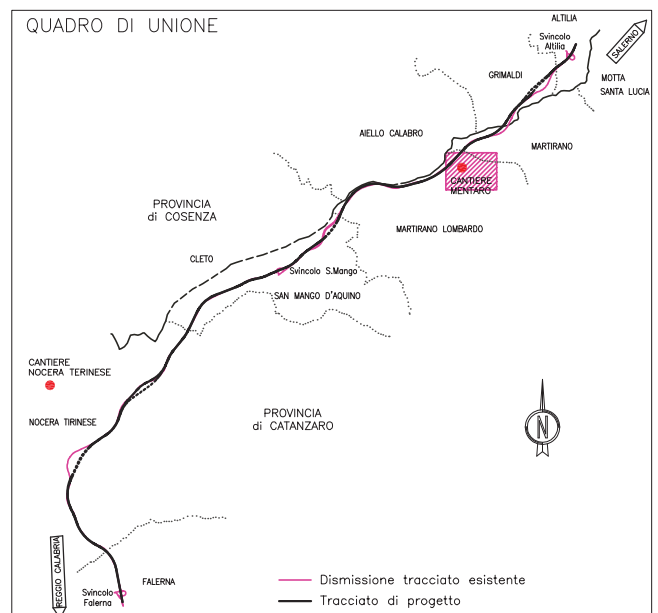 QUADRO DI UNIONE
ALTILIA
Svincolo
Altilia
SALERNO
GRIMALDI
MOTTA
SANTA LUCIA
AIELLO CALABRO
MARTIRANO
CANTIERE
MENTARO
PROVINCIA
di COSENZA
MARTIRANO LOMBARDO
CLETO
Svincolo S.Mango
SAN MANGO D'AQUINO
CANTIERE
NOCERA TERINESE
PROVINCIA
di CATANZARO
N
NOCERA TIRINESE
REGGIO CALABRIA
FALERNA
Svincolo
Falerna
Dismissione tracciato esistente
Tracciato di progetto